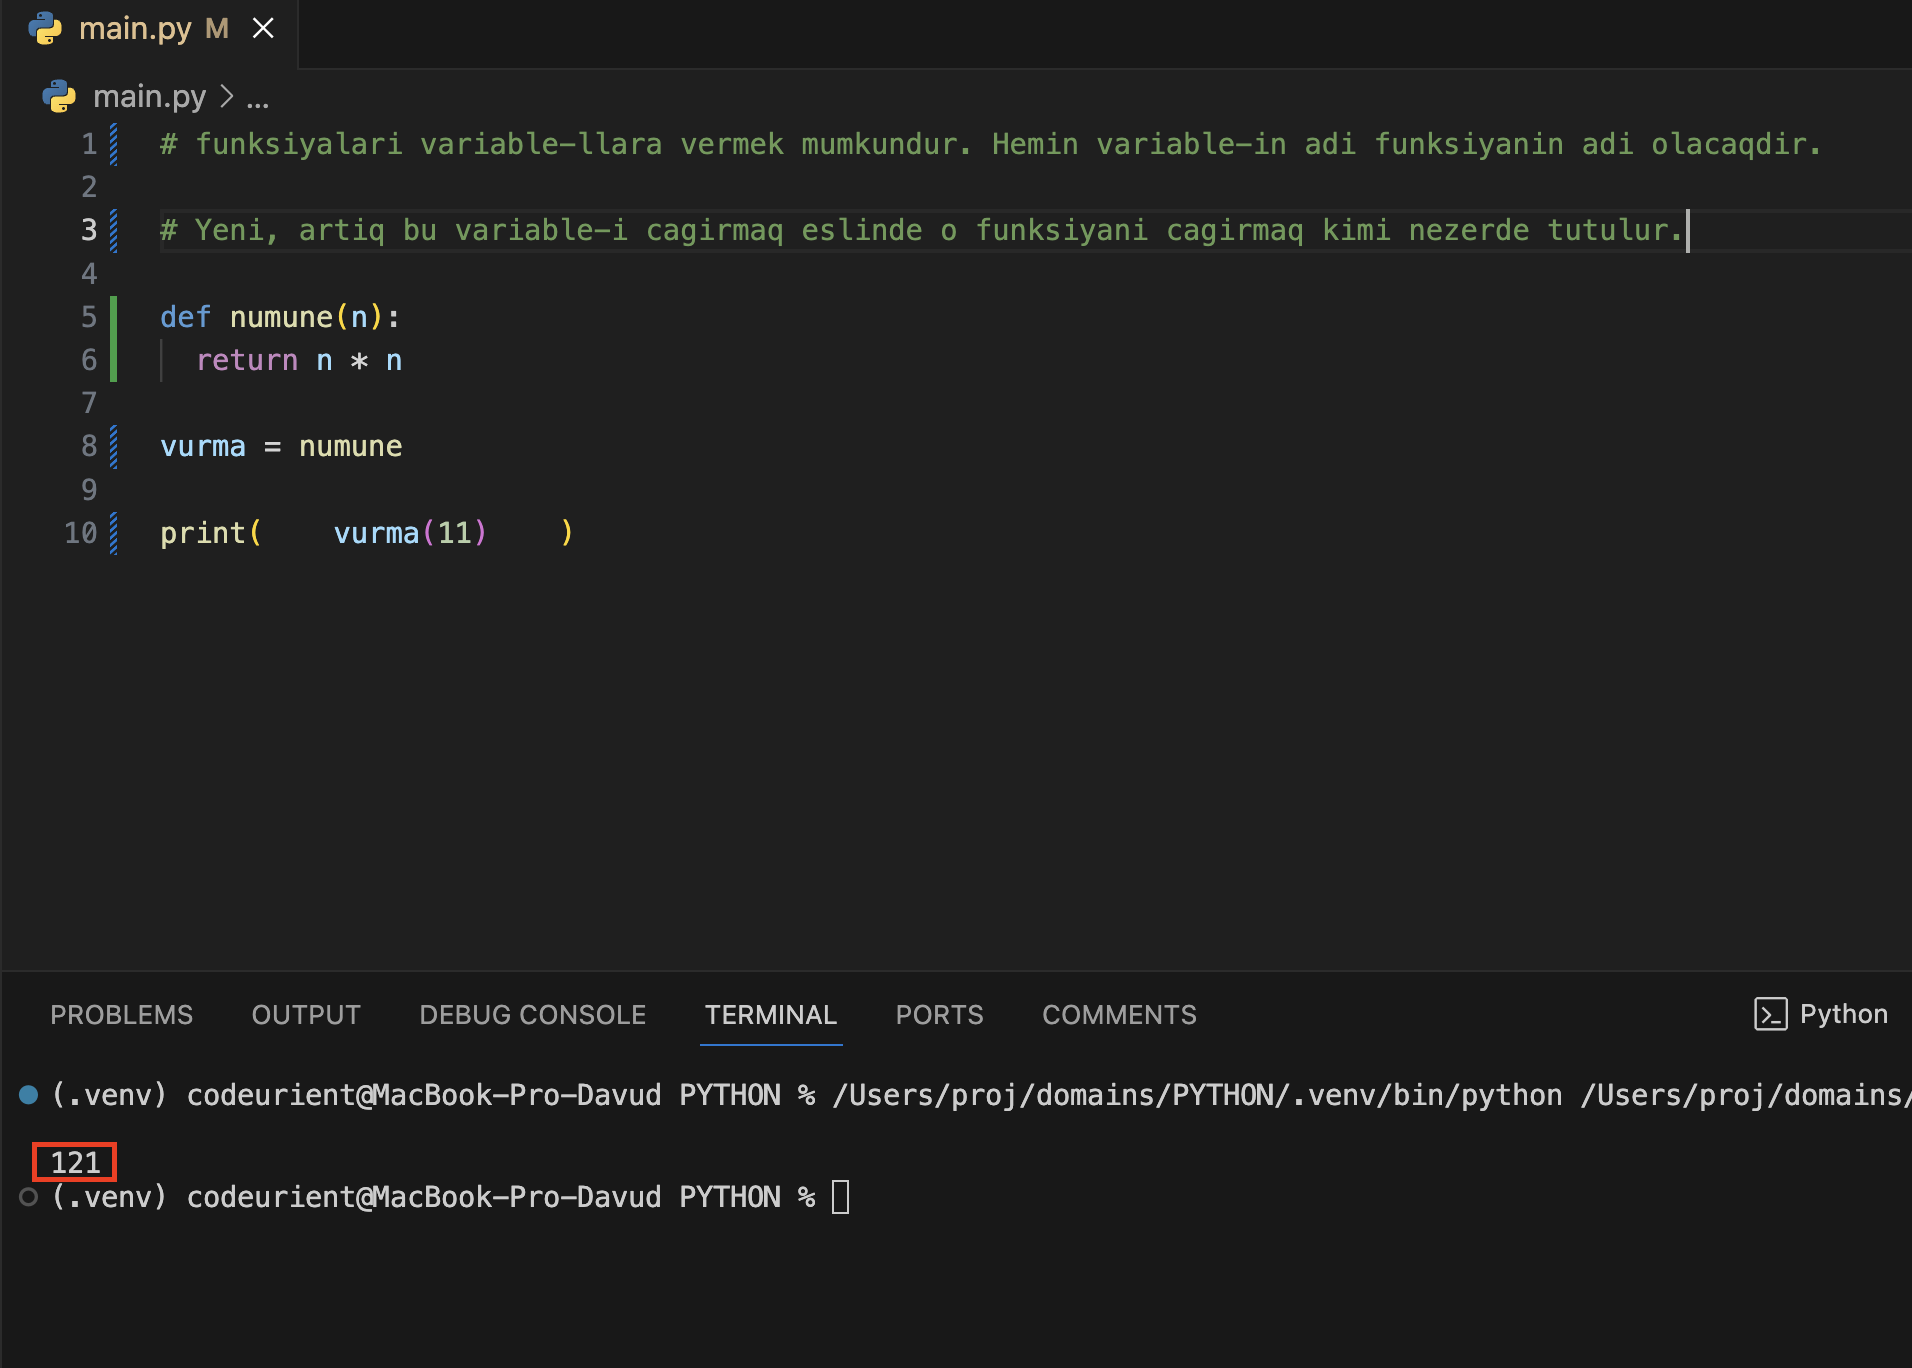 main.py M
main.py > ...
1 # funksiyalari variable-llara vermek mumkundur. Hemin variable-in adi funksiyanin adi olacaqdir.
2
3 # Yeni, artiq bu variable-i cagirmaq eslinde o funksiyani cagirmaq kimi nezerde tutulur.
4
5 def numune(n):
6   return n * n
7
8 vurma = numune
9
10 print(    vurma(11)    )
PROBLEMS OUTPUT DEBUG CONSOLE TERMINAL PORTS COMMENTS Python
(.venv) codeurient@MacBook-Pro-Davud PYTHON % /Users/proj/domains/PYTHON/.venv/bin/python /Users/proj/domains/
121
(.venv) codeurient@MacBook-Pro-Davud PYTHON %